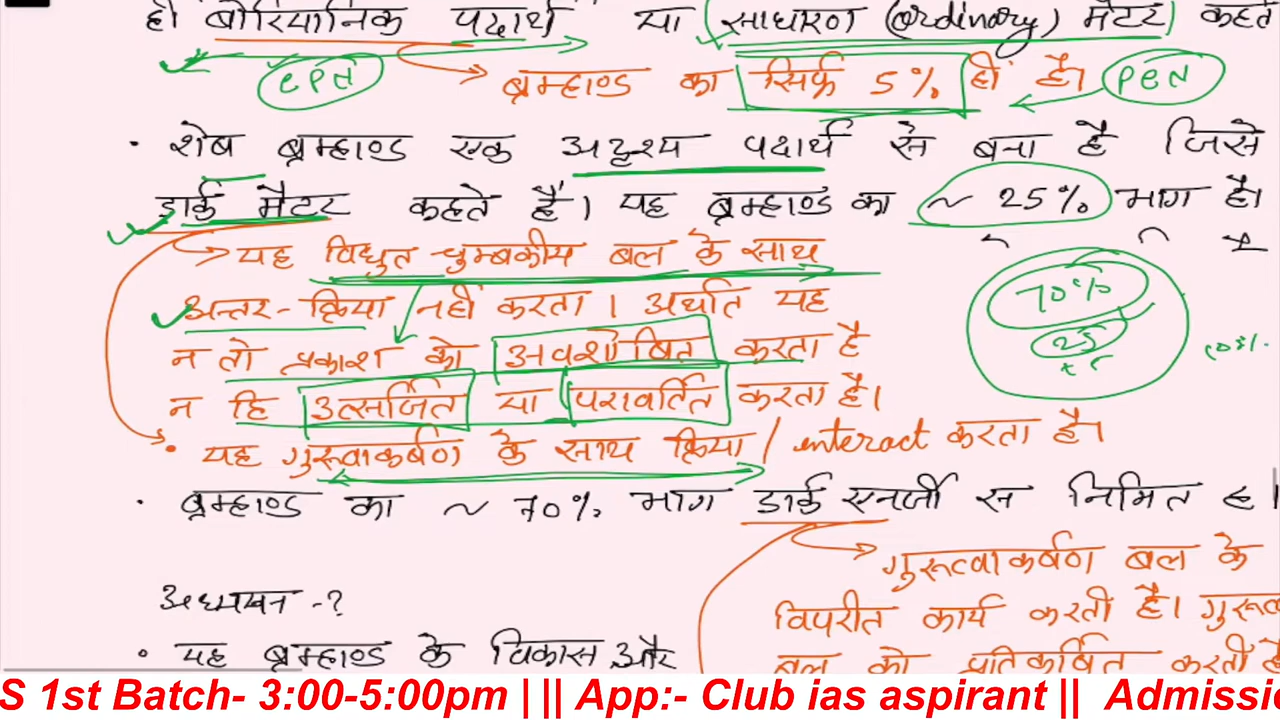 ही बोरियानिक पदार्थ या साधारण (ordinary) मैटर कहते
ब्रम्हाण्ड का सिर्फ 5% ही है।
epn
pen
• शेष ब्रम्हाण्ड एक अदृश्य पदार्थ से बना है जिसे
डार्क मैटर कहते हैं। यह ब्रम्हाण्ड का ~ 25% भाग है।
यह विधुत-चुम्बकीय बल के साथ
अन्तर-क्रिया नहीं करता। अर्थात यह
न तो प्रकाश को अवशोषित करता है
न हि उत्सर्जित या परावर्तित करता है।
70%
25
• यह गुरूत्वाकर्षण के साथ क्रिया / interact करता है।
• ब्रम्हाण्ड का ~ 70% भाग डार्क एनर्जी स निमित ह।
गुरूत्वाकर्षण बल के
विपरीत कार्य करती है। गुरूत्व
बल को प्रतिकर्षित करती है
अध्ययन -?
• यह ब्रम्हाण्ड के विकास और
S 1st Batch- 3:00-5:00pm | || App:- Club ias aspirant || Admissi